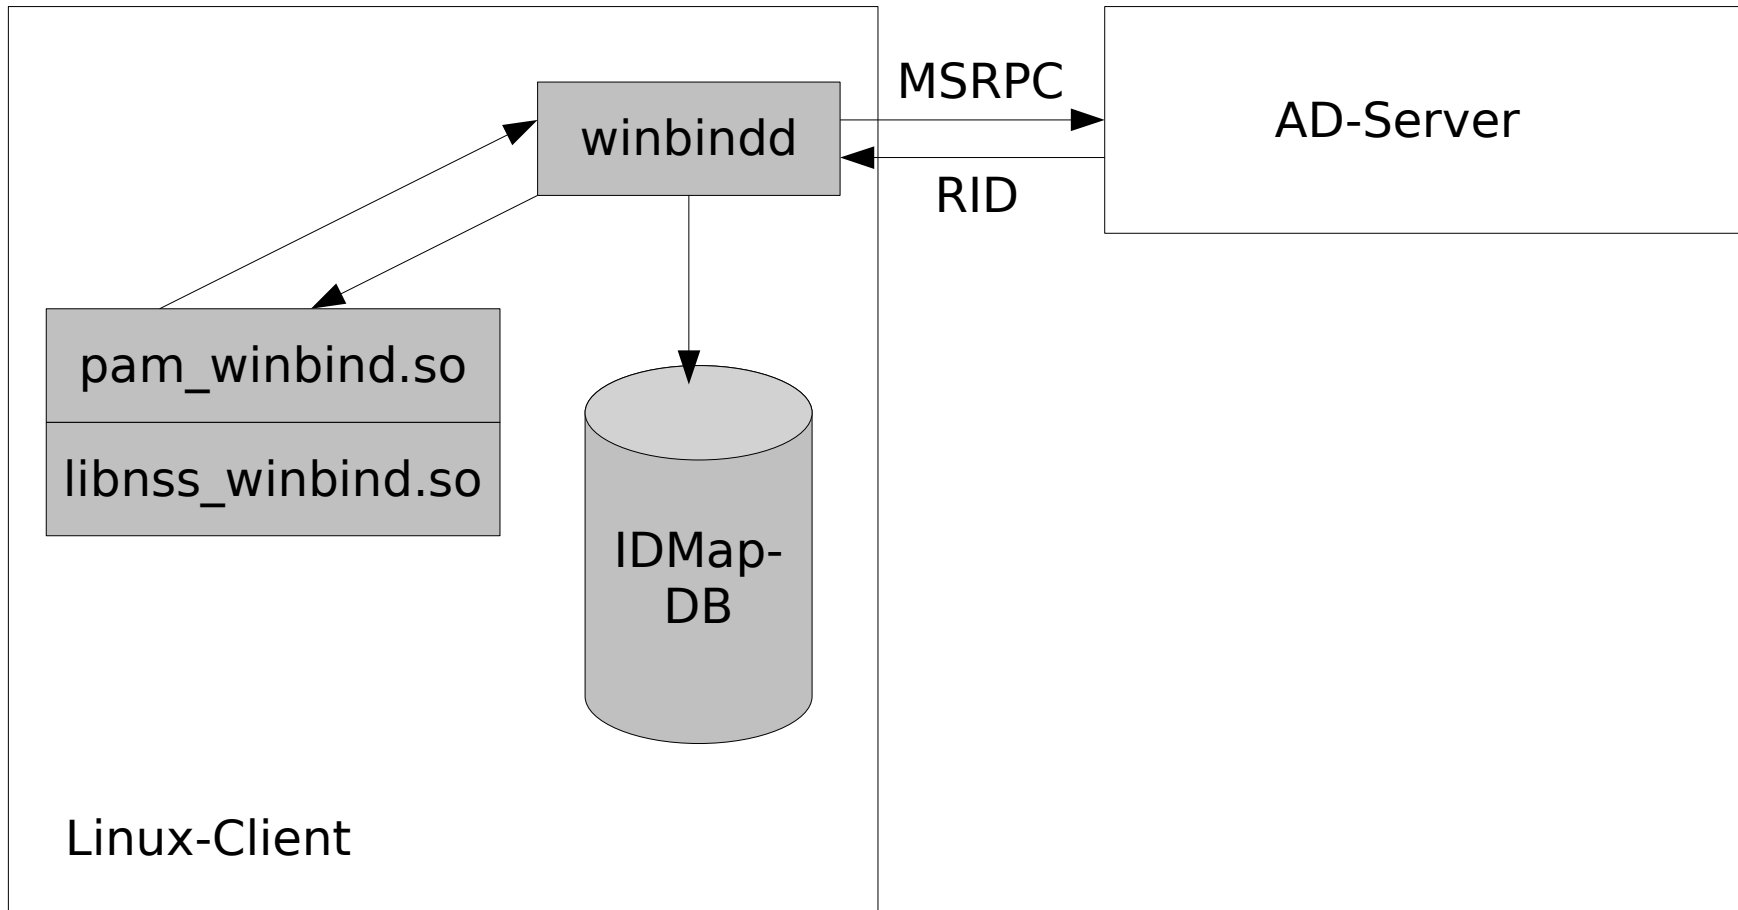 MSRPC
winbindd
AD-Server
RID
pam_winbind.so
libnss_winbind.so
IDMap-
DB
Linux-Client